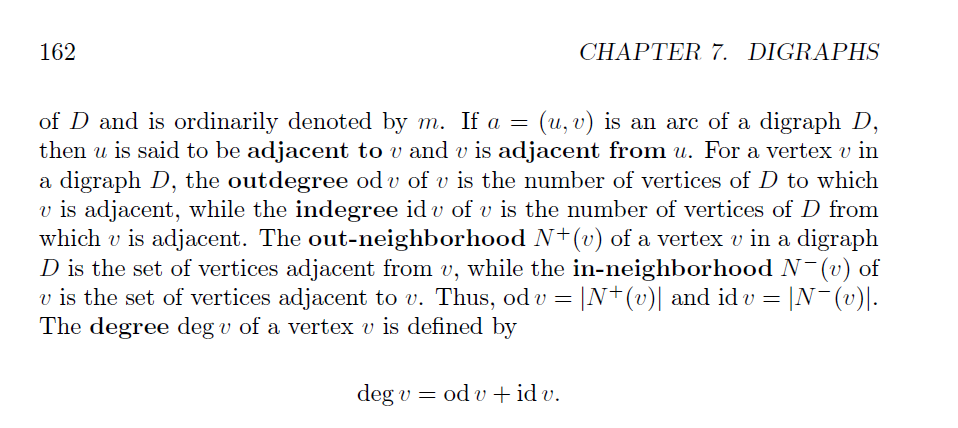 162 CHAPTER 7. DIGRAPHS
of D and is ordinarily denoted by m. If a = (u, v) is an arc of a digraph D,
then u is said to be adjacent to v and v is adjacent from u. For a vertex v in
a digraph D, the outdegree od v of v is the number of vertices of D to which
v is adjacent, while the indegree id v of v is the number of vertices of D from
which v is adjacent. The out-neighborhood N⁺(v) of a vertex v in a digraph
D is the set of vertices adjacent from v, while the in-neighborhood N⁻(v) of
v is the set of vertices adjacent to v. Thus, od v = |N⁺(v)| and id v = |N⁻(v)|.
The degree deg v of a vertex v is defined by
deg v = od v + id v.